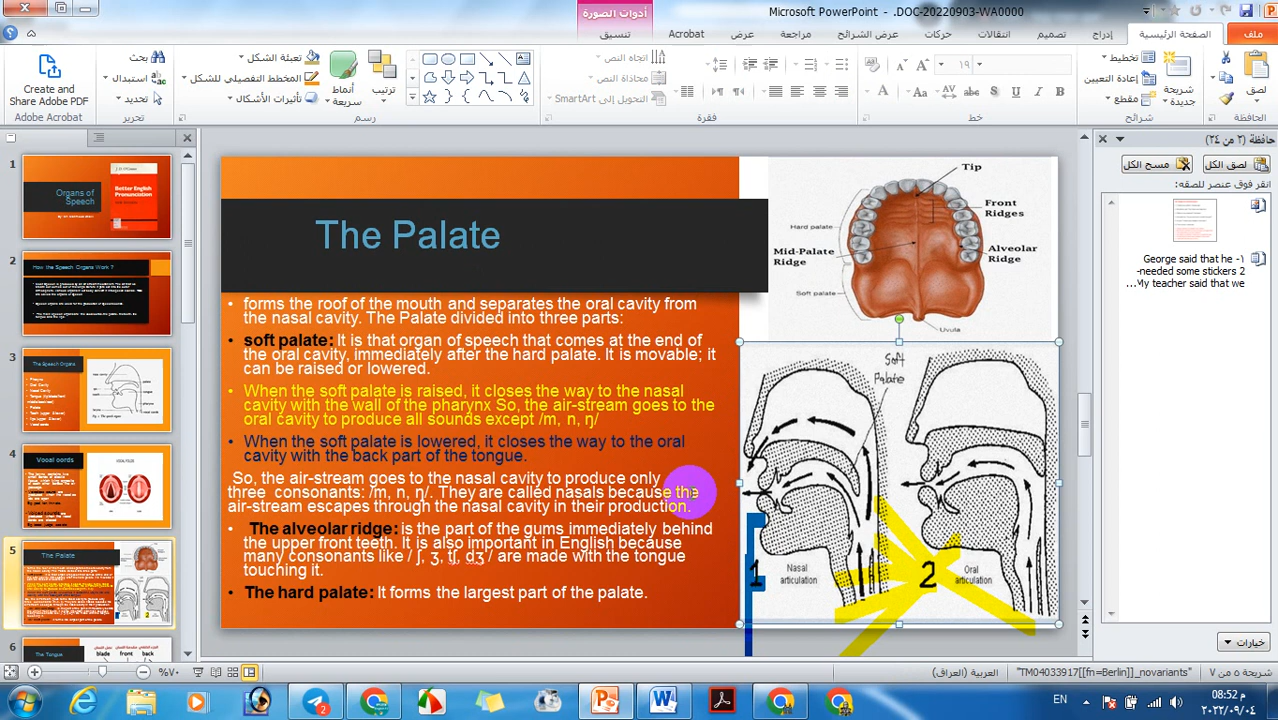 أدوات الصورة
Microsoft PowerPoint - .DOC-20220903-WA0000
ملف
الصفحة الرئيسية
إدراج
تصميم
انتقالات
حركات
عرض الشرائح
مراجعة
عرض
Acrobat
تنسيق
لصق
الحافظة
شريحة جديدة
تخطيط
إعادة التعيين
مقطع
شرائح
١٩
خط
اتجاه النص
محاذاة النص
التحويل إلى SmartArt
فقرة
ترتيب
أنماط سريعة
تعبئة الشكل
المخطط التفصيلي للشكل
تأثيرات الأشكال
رسم
بحث
استبدال
تحديد
تحرير
Create and
Share Adobe PDF
Adobe Acrobat
1
Organs of
Speech
Better English
Pronunciation
2
How the Speech Organs Work ?
3
The Speech Organs
4
Vocal cords
5
The Palate
6
The Tongue
blade front back
The Palate
• forms the roof of the mouth and separates the oral cavity from
the nasal cavity. The Palate divided into three parts:
• soft palate: It is that organ of speech that comes at the end of
the oral cavity, immediately after the hard palate. It is movable; it
can be raised or lowered.
• When the soft palate is raised, it closes the way to the nasal
cavity with the wall of the pharynx So, the air-stream goes to the
oral cavity to produce all sounds except /m, n, ŋ/
• When the soft palate is lowered, it closes the way to the oral
cavity with the back part of the tongue.
So, the air-stream goes to the nasal cavity to produce only
three consonants: /m, n, ŋ/. They are called nasals because the
air-stream escapes through the nasal cavity in their production.
• The alveolar ridge: is the part of the gums immediately behind
the upper front teeth. It is also important in English because
many consonants like / ʃ, ʒ, tʃ, dʒ / are made with the tongue
touching it.
• The hard palate: It forms the largest part of the palate.
Tip
Front
Ridges
Hard palate
Mid-Palate
Ridge
Alveolar
Ridge
Soft palate
Uvula
Soft
Palate
1
Nasal
articulation
2
Oral
articulation
حافظة (٢ من ٢٤)
لصق الكل
مسح الكل
انقر فوق عنصر للصقه:
George said that he -١
-needed some stickers 2
...My teacher said that we
خيارات
شريحة ٥ من ٧
"TM04033917[[fn=Berlin]]_novariants"
العربية (العراق)
%٧٠
EN
08:52 م
٢٠٢٢/٠٩/٠٤